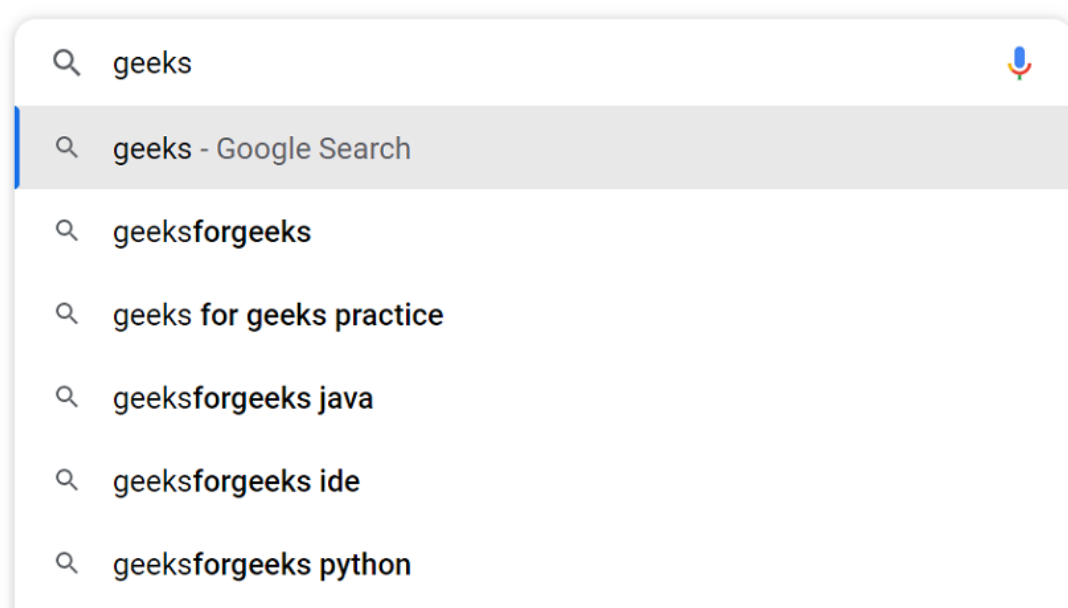 geeks
geeks - Google Search
geeksforgeeks
geeks for geeks practice
geeksforgeeks java
geeksforgeeks ide
geeksforgeeks python